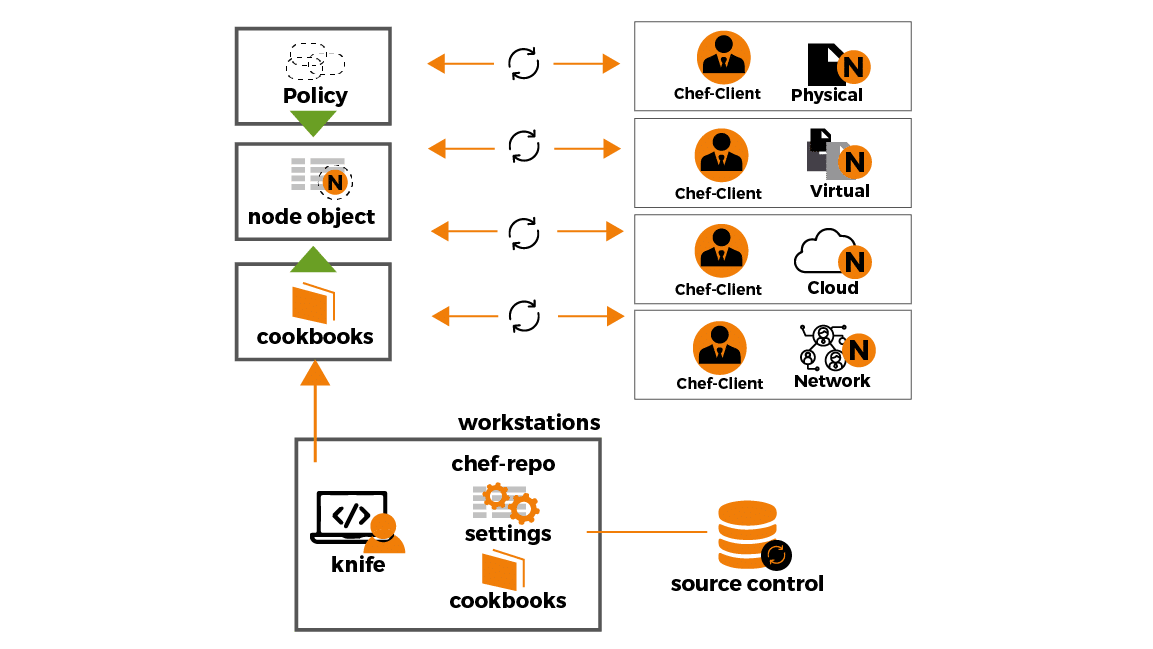 Policy
N
node object
cookbooks
N
Chef-Client
Physical
N
Chef-Client
Virtual
N
Chef-Client
Cloud
N
Chef-Client
Network
workstations
chef-repo
</>
settings
knife
cookbooks
source control